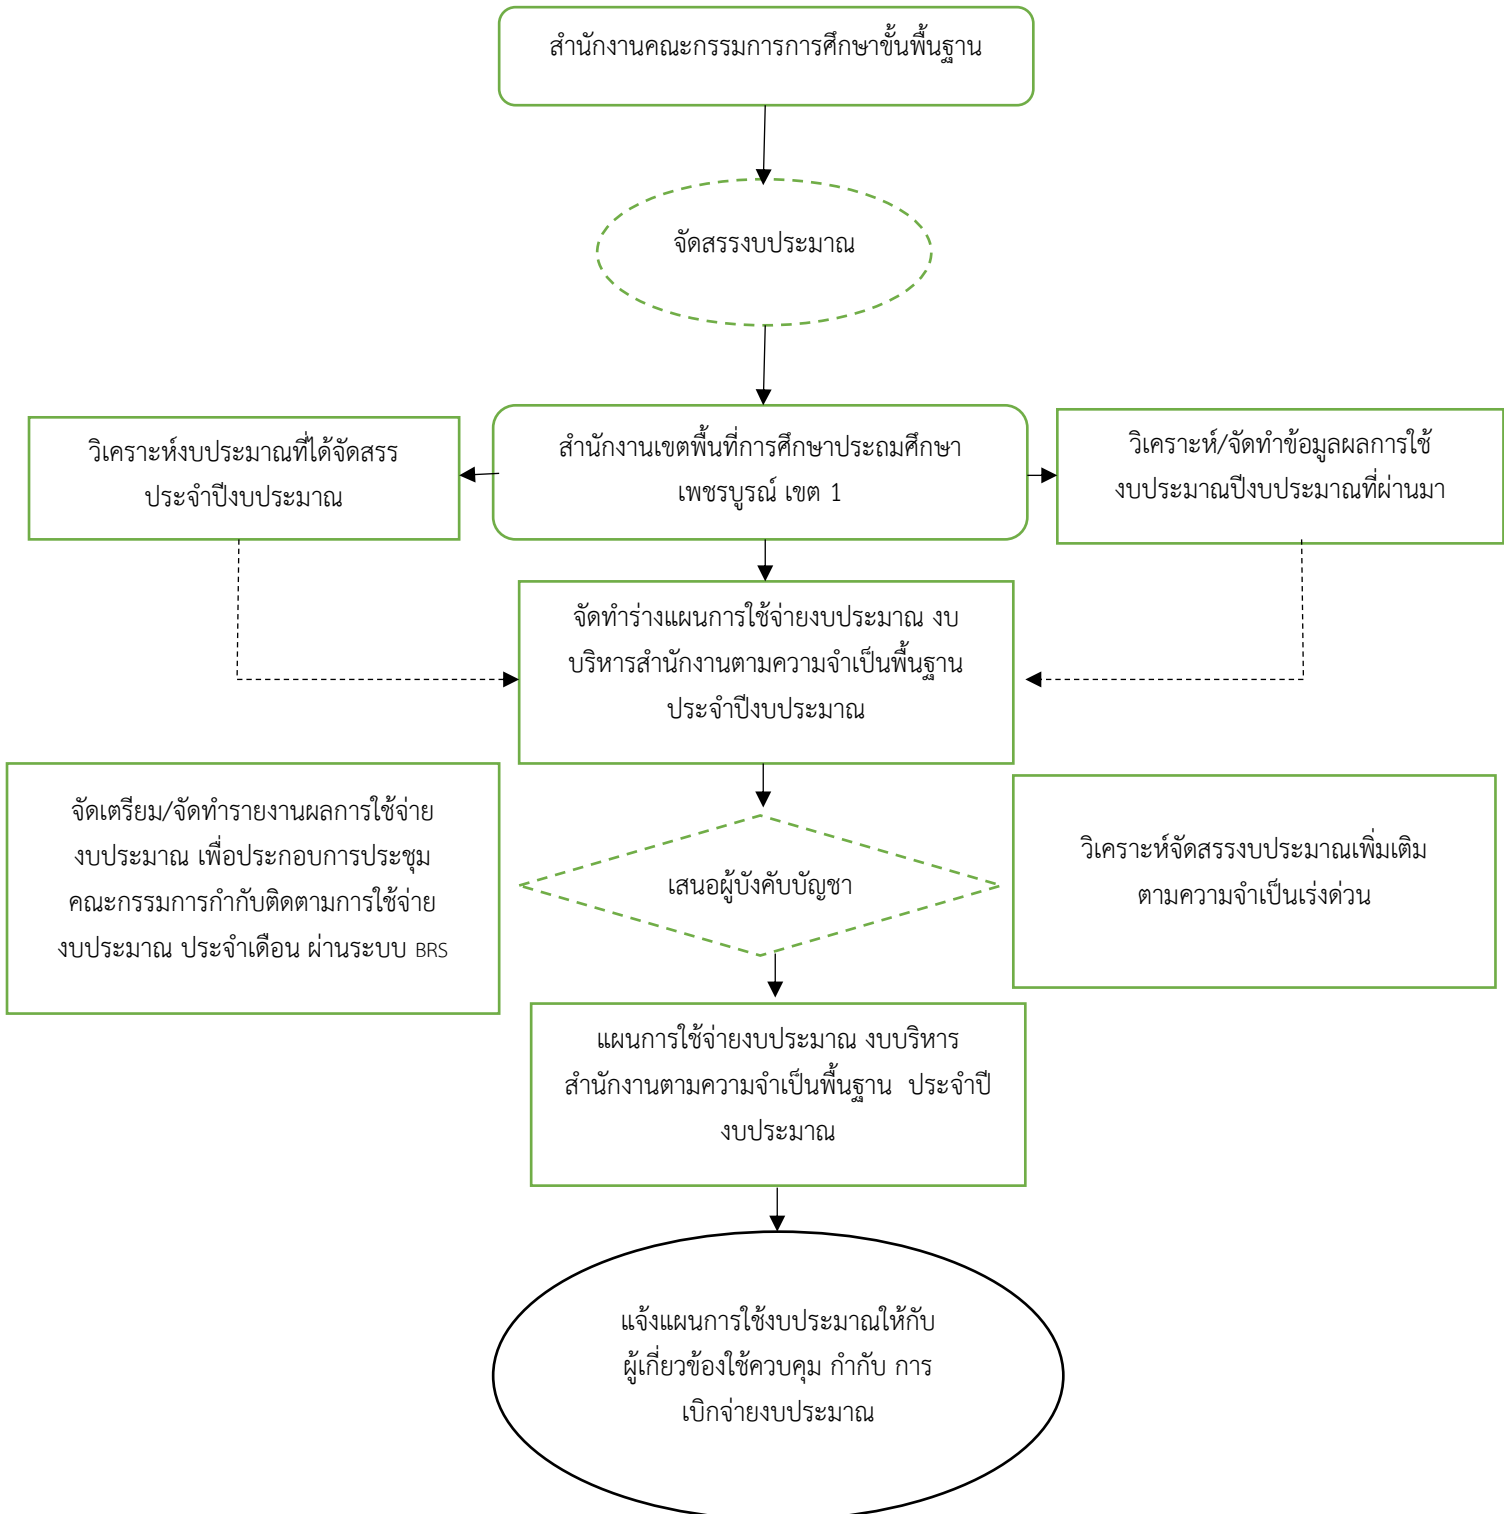 สำนักงานคณะกรรมการการศึกษาขั้นพื้นฐาน
จัดสรรงบประมาณ
วิเคราะห์งบประมาณที่ได้จัดสรร
ประจำปีงบประมาณ
สำนักงานเขตพื้นที่การศึกษาประถมศึกษา
เพชรบูรณ์ เขต 1
วิเคราะห์/จัดทำข้อมูลผลการใช้
งบประมาณปีงบประมาณที่ผ่านมา
จัดทำร่างแผนการใช้จ่ายงบประมาณ งบ
บริหารสำนักงานตามความจำเป็นพื้นฐาน
ประจำปีงบประมาณ
จัดเตรียม/จัดทำรายงานผลการใช้จ่าย
งบประมาณ เพื่อประกอบการประชุม
คณะกรรมการกำกับติดตามการใช้จ่าย
งบประมาณ ประจำเดือน ผ่านระบบ BRS
เสนอผู้บังคับบัญชา
วิเคราะห์จัดสรรงบประมาณเพิ่มเติม
ตามความจำเป็นเร่งด่วน
แผนการใช้จ่ายงบประมาณ งบบริหาร
สำนักงานตามความจำเป็นพื้นฐาน ประจำปี
งบประมาณ
แจ้งแผนการใช้งบประมาณให้กับ
ผู้เกี่ยวข้องใช้ควบคุม กำกับ การ
เบิกจ่ายงบประมาณ